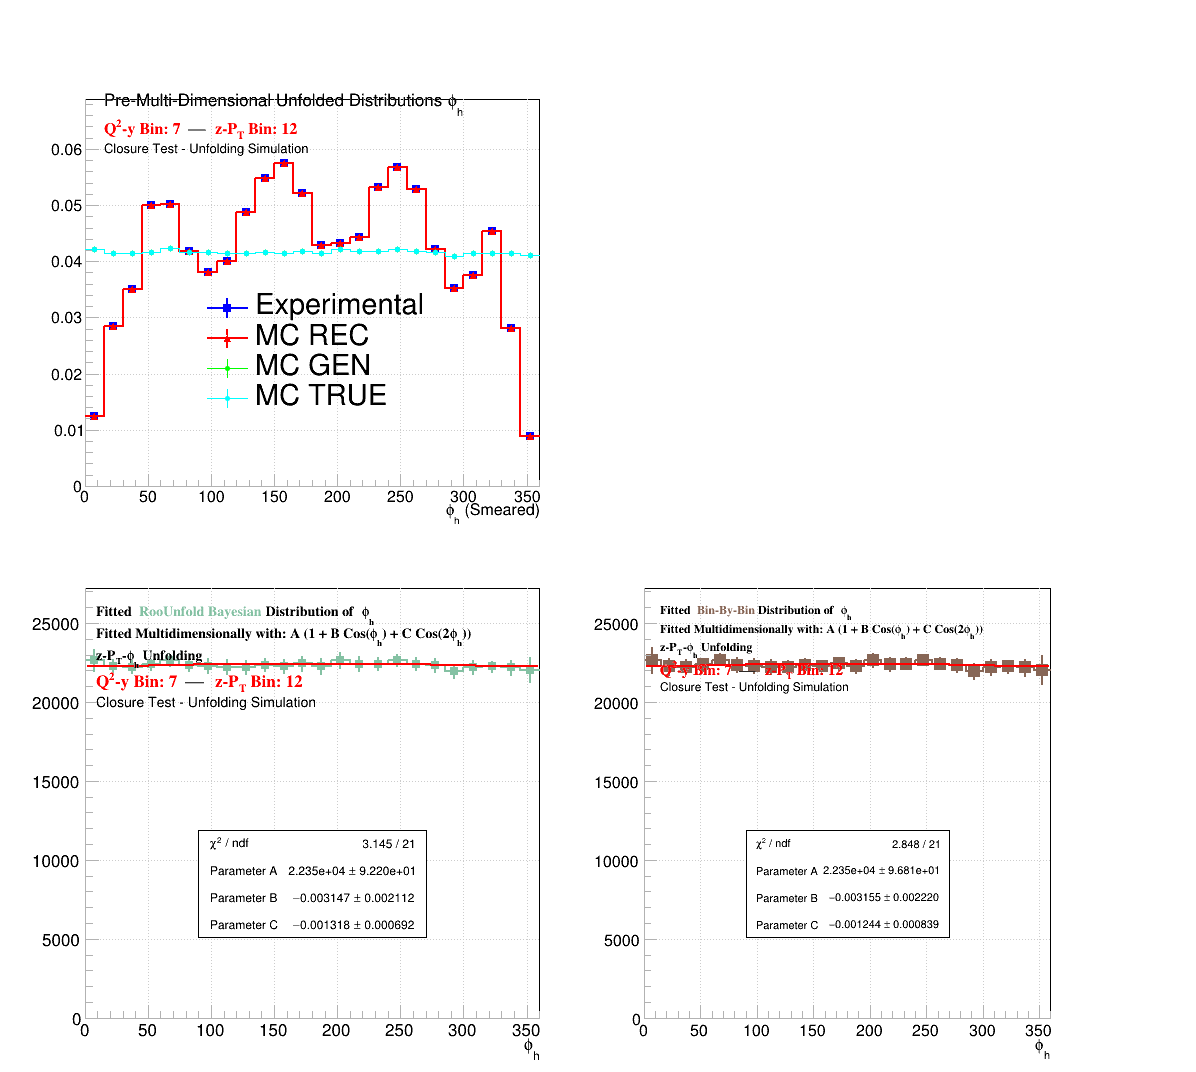 Pre-Multi-Dimensional Unfolded Distributions ϕh
Q2-y Bin: 7 — z-PT Bin: 12
Closure Test - Unfolding Simulation
0.06
0.05
0.04
0.03
0.02
0.01
0
Experimental
MC REC
MC GEN
MC TRUE
0 50 100 150 200 250 300 350
ϕh (Smeared)
Fitted RooUnfold Bayesian Distribution of ϕh
Fitted Multidimensionally with: A (1 + B Cos(ϕh) + C Cos(2ϕh))
z-PT-ϕh Unfolding
Q2-y Bin: 7 — z-PT Bin: 12
Closure Test - Unfolding Simulation
25000
20000
15000
10000
5000
0
χ2 / ndf 3.145 / 21
Parameter A 2.235e+04 ± 9.220e+01
Parameter B −0.003147 ± 0.002112
Parameter C −0.001318 ± 0.000692
0 50 100 150 200 250 300 350
ϕh
Fitted Bin-By-Bin Distribution of ϕh
Fitted Multidimensionally with: A (1 + B Cos(ϕh) + C Cos(2ϕh))
z-PT-ϕh Unfolding
Q2-y Bin: 7 — z-PT Bin: 12
Closure Test - Unfolding Simulation
25000
20000
15000
10000
5000
0
χ2 / ndf 2.848 / 21
Parameter A 2.235e+04 ± 9.681e+01
Parameter B −0.003155 ± 0.002220
Parameter C −0.001244 ± 0.000839
0 50 100 150 200 250 300 350
ϕh